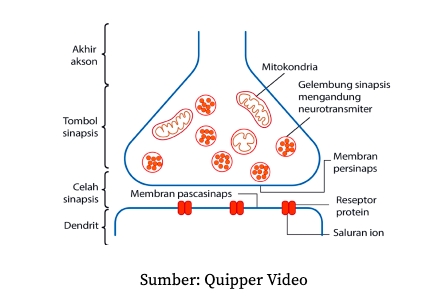 Akhir
akson
Mitokondria
Gelembung sinapsis
mengandung
neurotransmiter
Tombol
sinapsis
Membran
persinaps
Celah
sinapsis
Membran pascasinaps
Reseptor
protein
Dendrit
Saluran ion
Sumber: Quipper Video